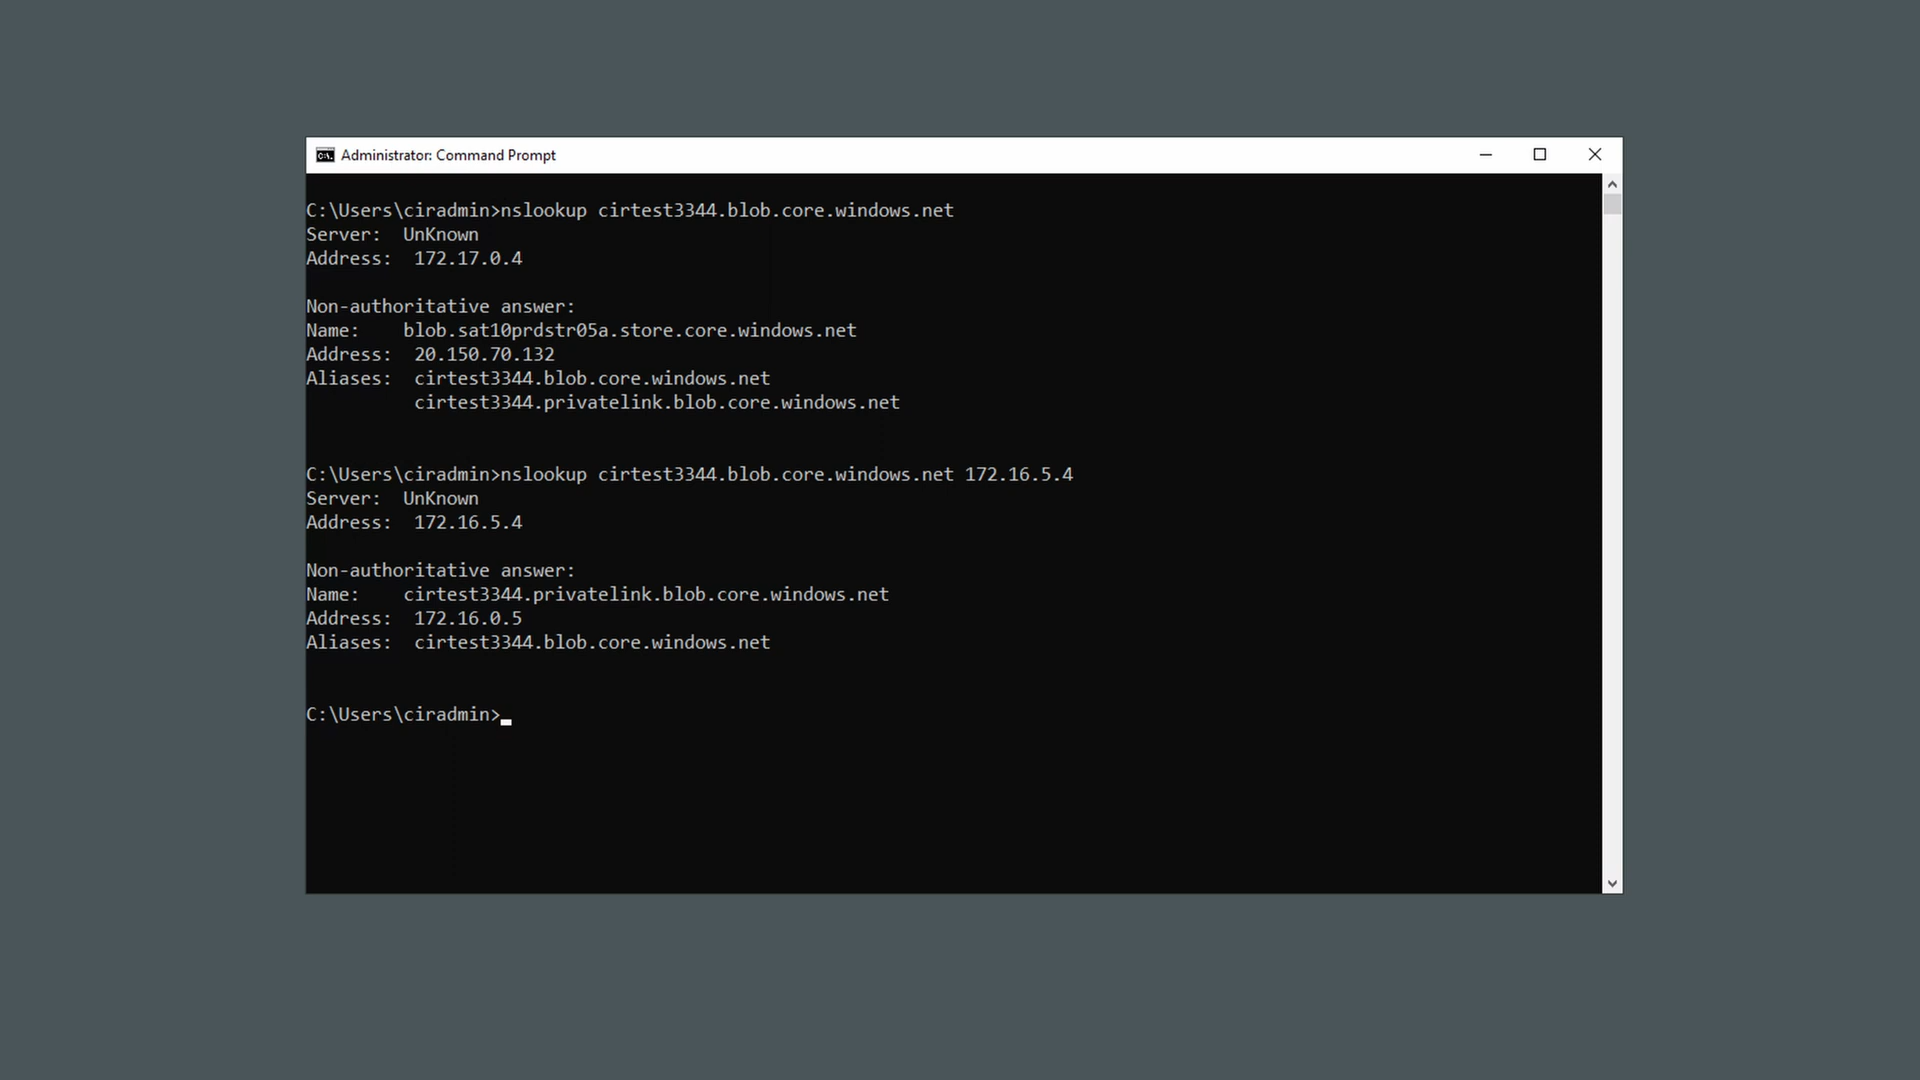 Administrator: Command Prompt
C:\Users\ciradmin>nslookup cirtest3344.blob.core.windows.net
Server:  UnKnown
Address:  172.17.0.4
Non-authoritative answer:
Name:    blob.sat10prdstr05a.store.core.windows.net
Address:  20.150.70.132
Aliases:  cirtest3344.blob.core.windows.net
          cirtest3344.privatelink.blob.core.windows.net
C:\Users\ciradmin>nslookup cirtest3344.blob.core.windows.net 172.16.5.4
Server:  UnKnown
Address:  172.16.5.4
Non-authoritative answer:
Name:    cirtest3344.privatelink.blob.core.windows.net
Address:  172.16.0.5
Aliases:  cirtest3344.blob.core.windows.net
C:\Users\ciradmin>